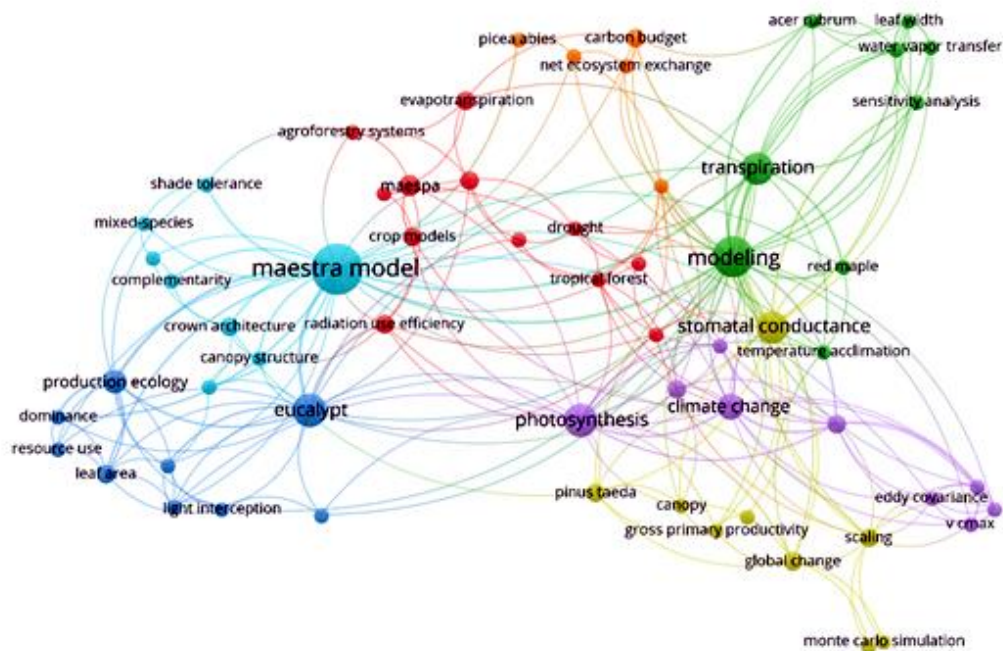 acer rubrum
leaf width
picea abies
carbon budget
water vapor transfer
net ecosystem exchange
evapotranspiration
sensitivity analysis
agroforestry systems
transpiration
shade tolerance
maespa
mixed-species
drought
crop models
modeling
maestra model
red maple
complementarity
tropical forest
crown architecture
radiation use efficiency
stomatal conductance
canopy structure
temperature acclimation
production ecology
climate change
dominance
eucalypt
photosynthesis
resource use
leaf area
pinus taeda
eddy covariance
light interception
canopy
gross primary productivity
v cmax
scaling
global change
monte carlo simulation